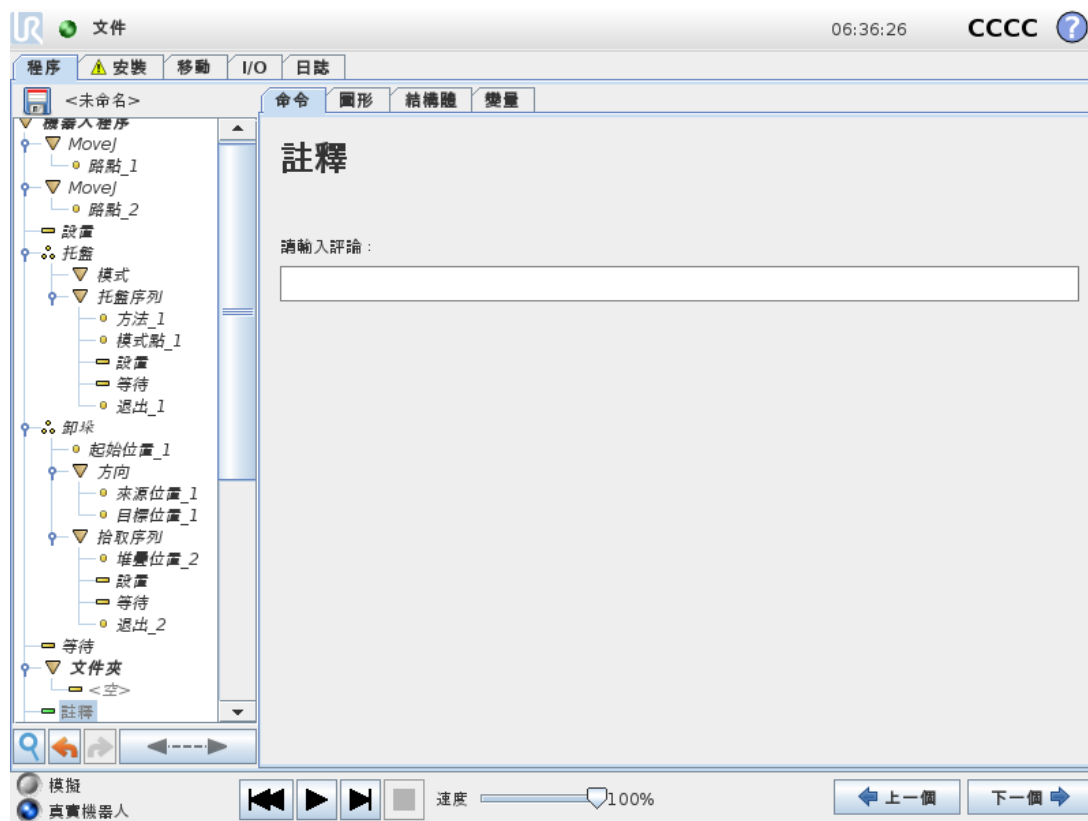 UR 文件 06:36:26 CCCC ?
程序 安裝 移動 I/O 日誌
<未命名> 命令 圖形 結構體 變量
機器人程序
MoveJ
路點_1
MoveJ
路點_2
設置
托盤
模式
托盤序列
方法_1
模式點_1
設置
等待
退出_1
卸垛
起始位置_1
方向
來源位置_1
目標位置_1
拾取序列
堆疊位置_2
設置
等待
退出_2
等待
文件夾
<空>
註釋
註釋
請輸入評論：
模擬
真實機器人
速度 100% 上一個 下一個